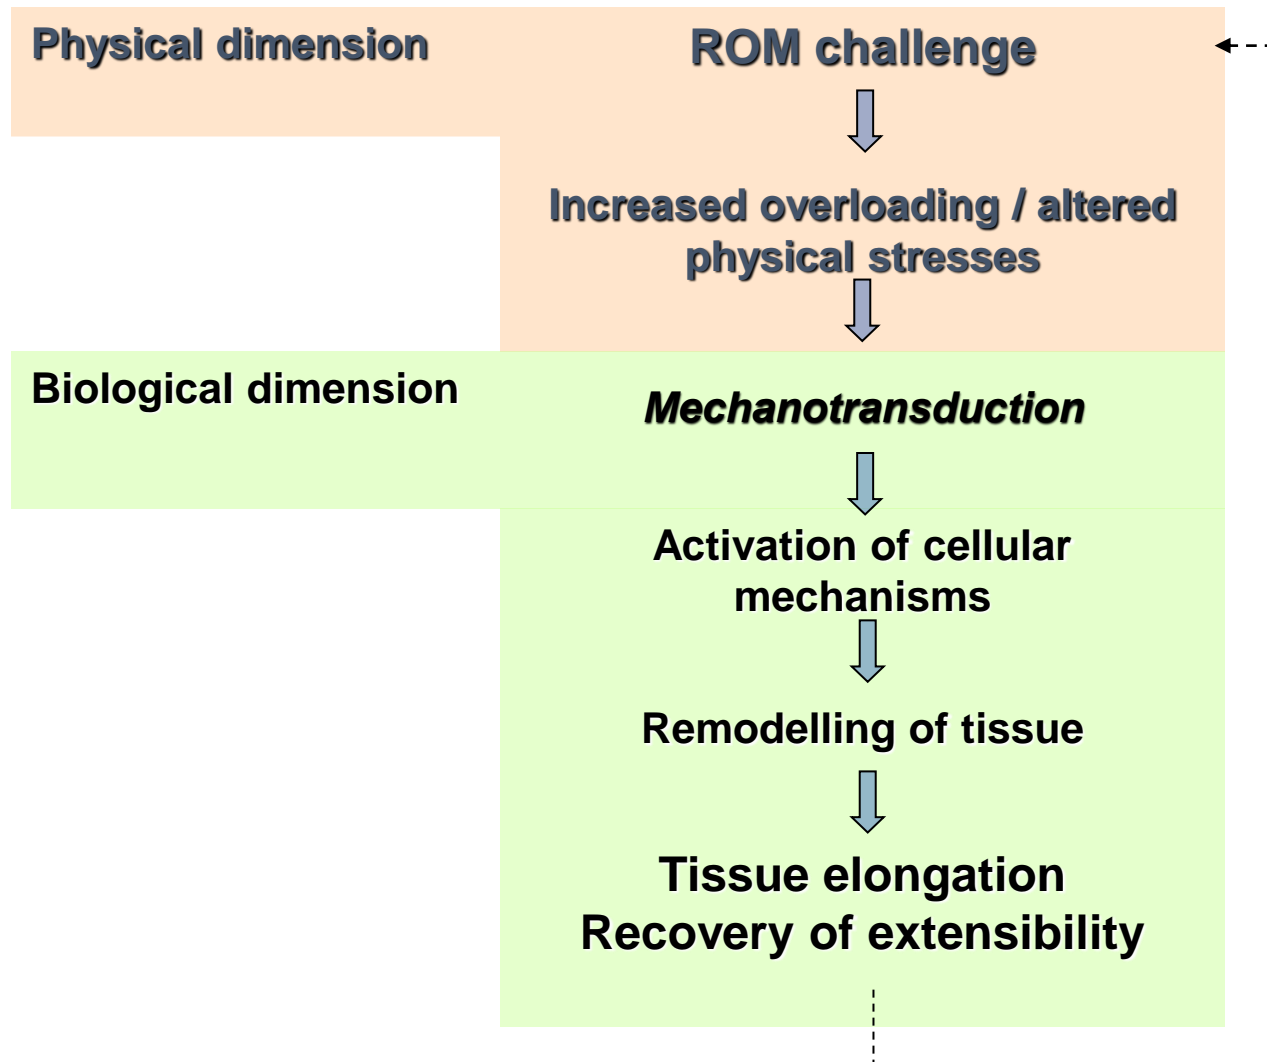 Physical dimension
ROM challenge
Increased overloading / altered
physical stresses
Biological dimension
Mechanotransduction
Activation of cellular
mechanisms
Remodelling of tissue
Tissue elongation
Recovery of extensibility